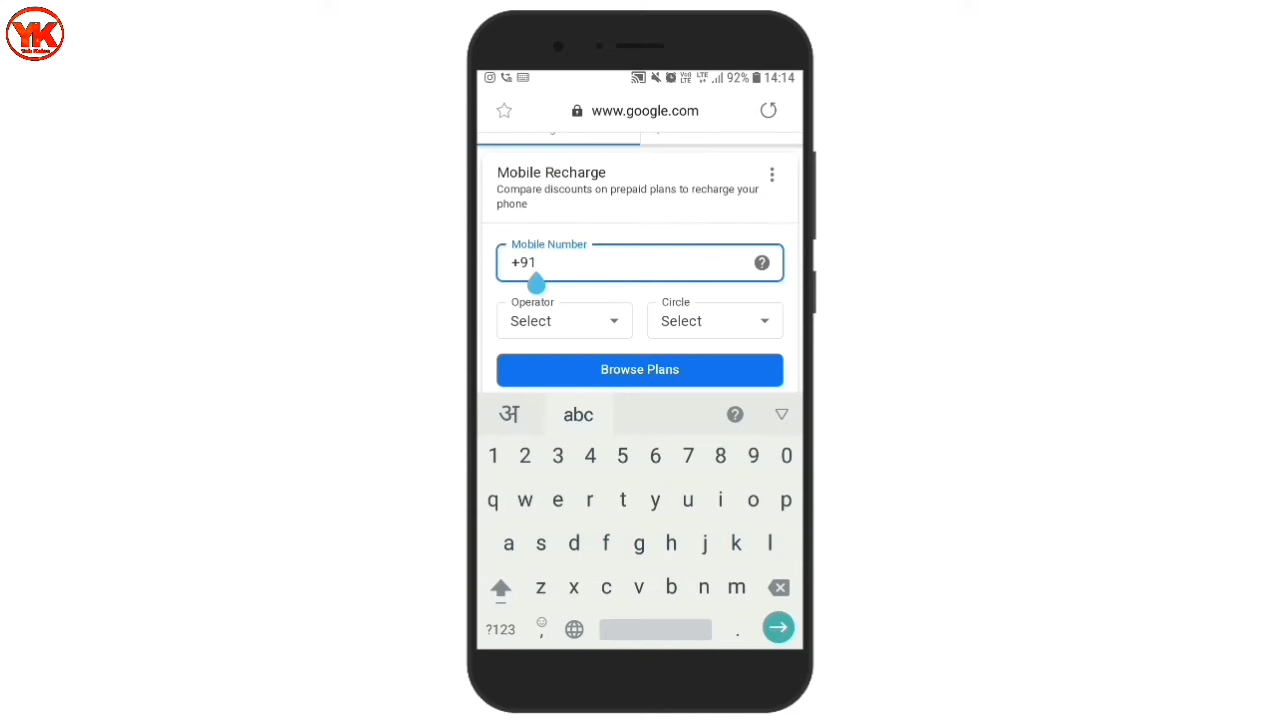 YK
92% 14:14
www.google.com
Mobile Recharge
Compare discounts on prepaid plans to recharge your
phone
Mobile Number
+91
Operator
Circle
Select
Select
Browse Plans
अ abc
1 2 3 4 5 6 7 8 9 0
q w e r t y u i o p
a s d f g h j k l
z x c v b n m
?123 , .